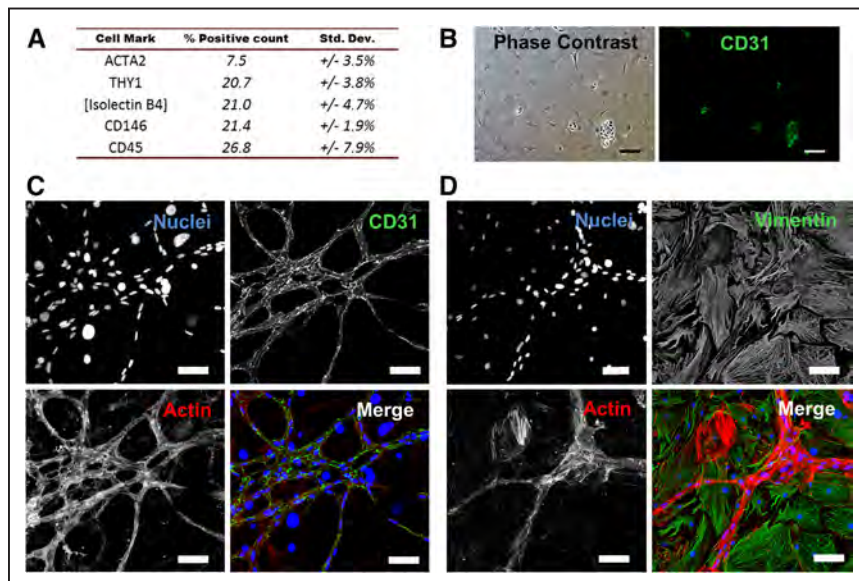 A
Cell Mark % Positive count Std. Dev.
ACTA2 7.5 +/- 3.5%
THY1 20.7 +/- 3.8%
[Isolectin B4] 21.0 +/- 4.7%
CD146 21.4 +/- 1.9%
CD45 26.8 +/- 7.9%
B
Phase Contrast CD31
C
Nuclei CD31
Actin Merge
D
Nuclei Vimentin
Actin Merge